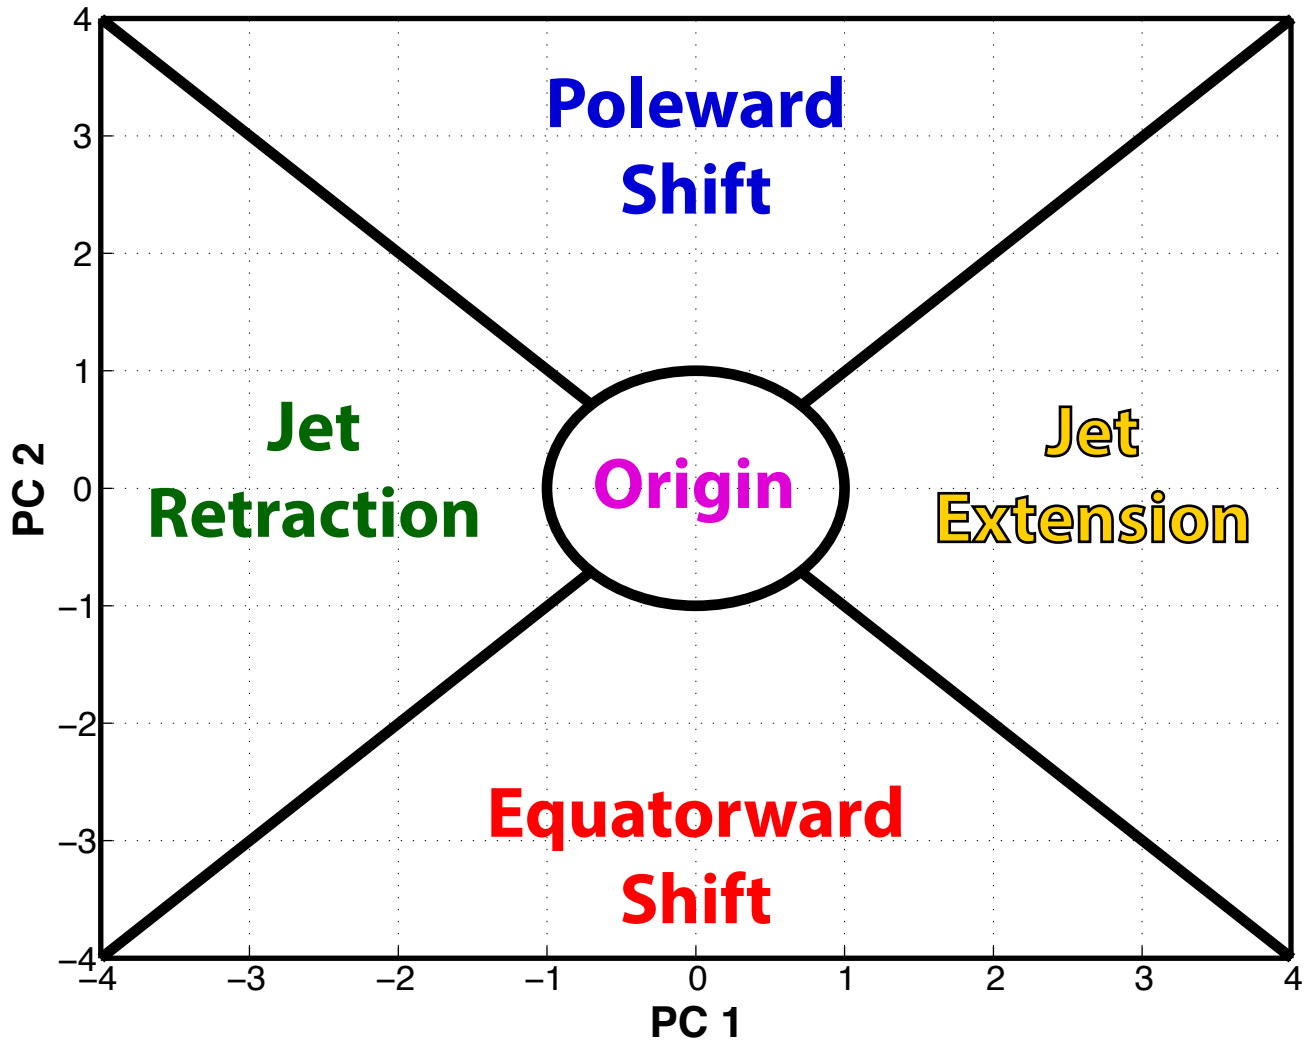 4
Poleward
3
Shift
2
1
Jet
Jet
PC 2
0
Retraction
Origin
Extension
−1
−2
Equatorward
−3
Shift
−4
−4
−3
−2
−1
0
1
2
3
4
PC 1